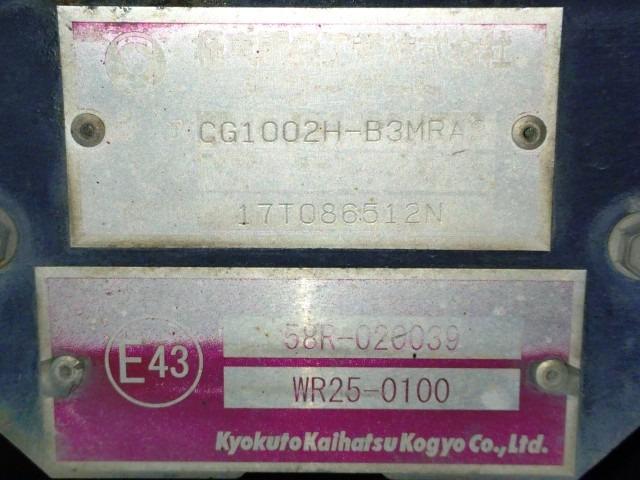 CG1002H-B3MRA
17T086512N
E43
58R-020039
WR25-0100
Kyokuto Kaihatsu Kogyo Co., Ltd.